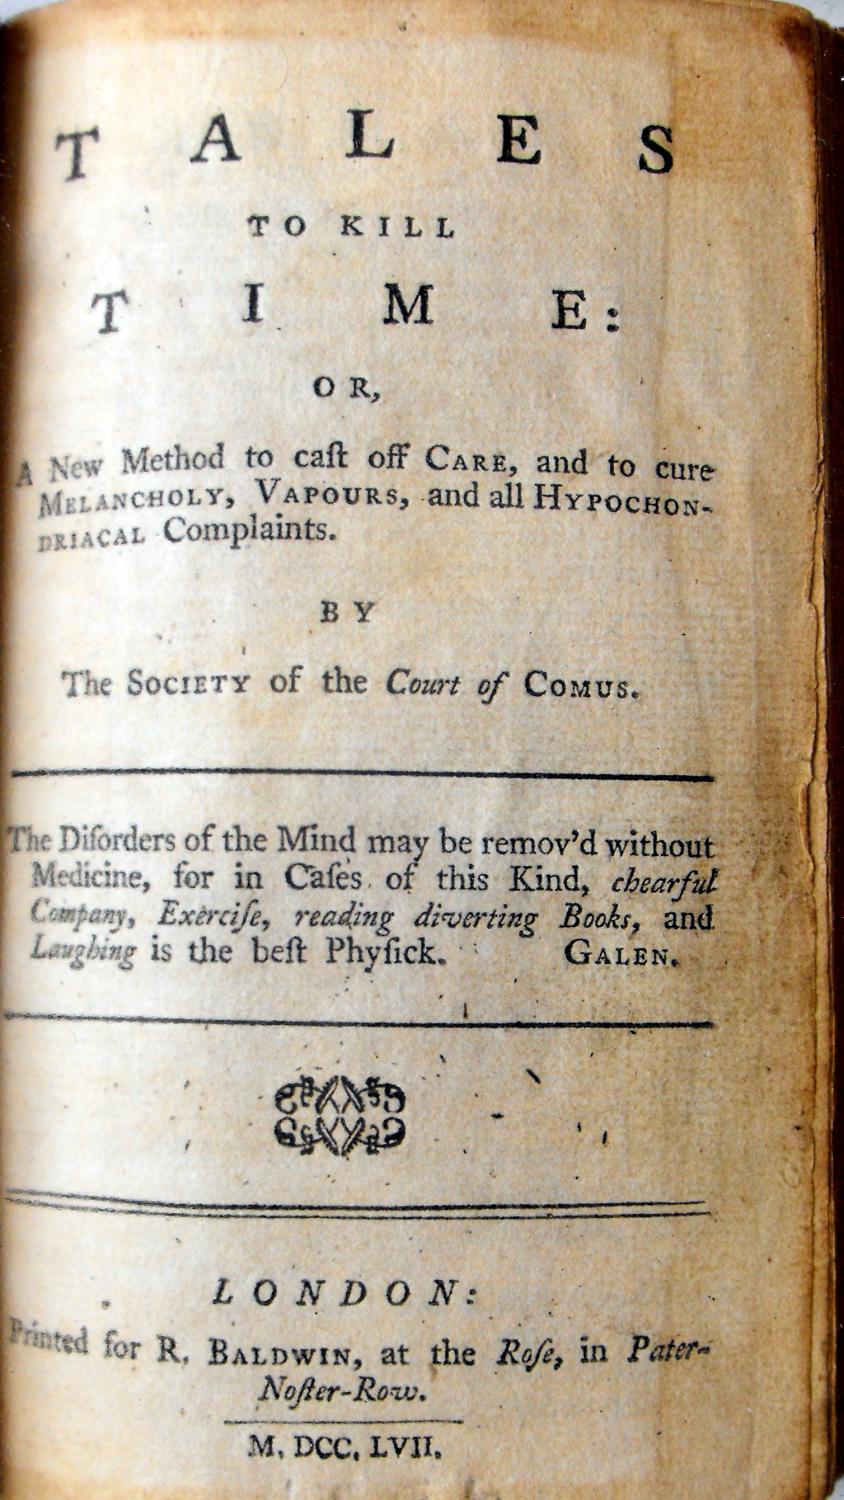 TALES
TO KILL
TIME:
OR,
A New Method to caſt off CARE, and to cure
MELANCHOLY, VAPOURS, and all HYPOCHON-
DRIACAL Complaints.
BY
The SOCIETY of the Court of COMUS.
The Diſorders of the Mind may be remov'd without
Medicine, for in Caſes of this Kind, chearful
Company, Exerciſe, reading diverting Books, and
Laughing is the beſt Phyſick. GALEN.
LONDON:
Printed for R. BALDWIN, at the Roſe, in Pater-
Noſter-Row.
M. DCC. LVII.